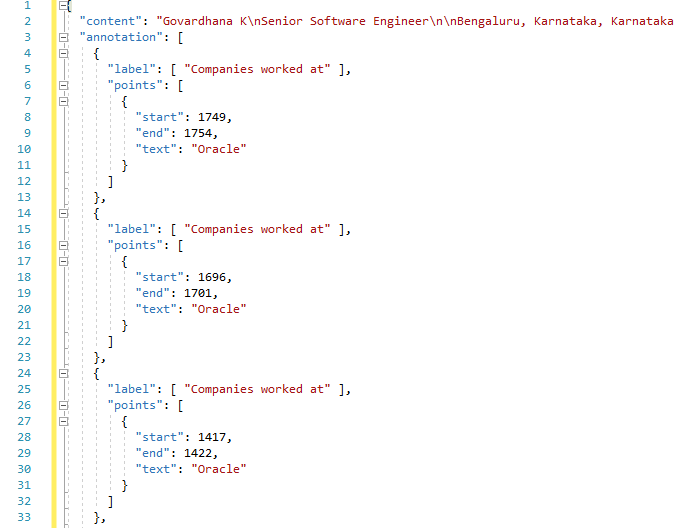 1 {
2   "content": "Govardhana K\nSenior Software Engineer\n\nBengaluru, Karnataka, Karnataka
3   "annotation": [
4     {
5       "label": [ "Companies worked at" ],
6       "points": [
7         {
8           "start": 1749,
9           "end": 1754,
10           "text": "Oracle"
11         }
12       ]
13     },
14     {
15       "label": [ "Companies worked at" ],
16       "points": [
17         {
18           "start": 1696,
19           "end": 1701,
20           "text": "Oracle"
21         }
22       ]
23     },
24     {
25       "label": [ "Companies worked at" ],
26       "points": [
27         {
28           "start": 1417,
29           "end": 1422,
30           "text": "Oracle"
31         }
32       ]
33     },